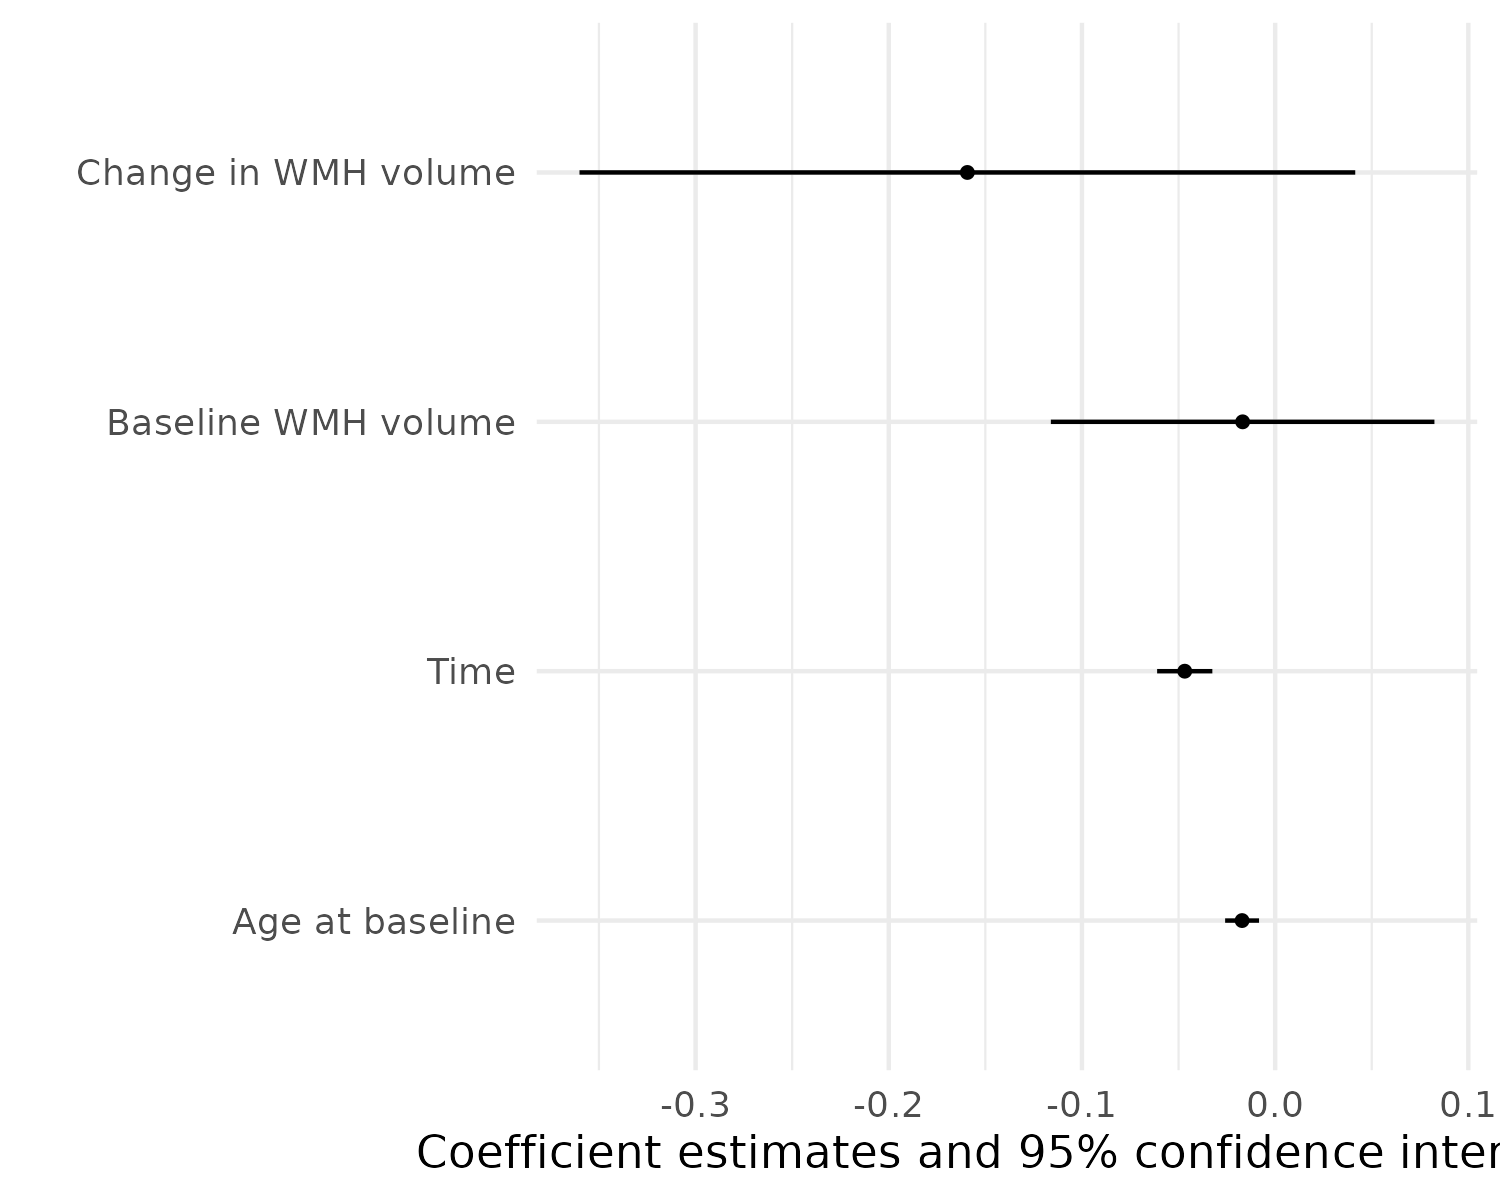 Change in WMH volume
Baseline WMH volume
Time
Age at baseline
-0.3 -0.2 -0.1 0.0 0.1
Coefficient estimates and 95% confidence inter